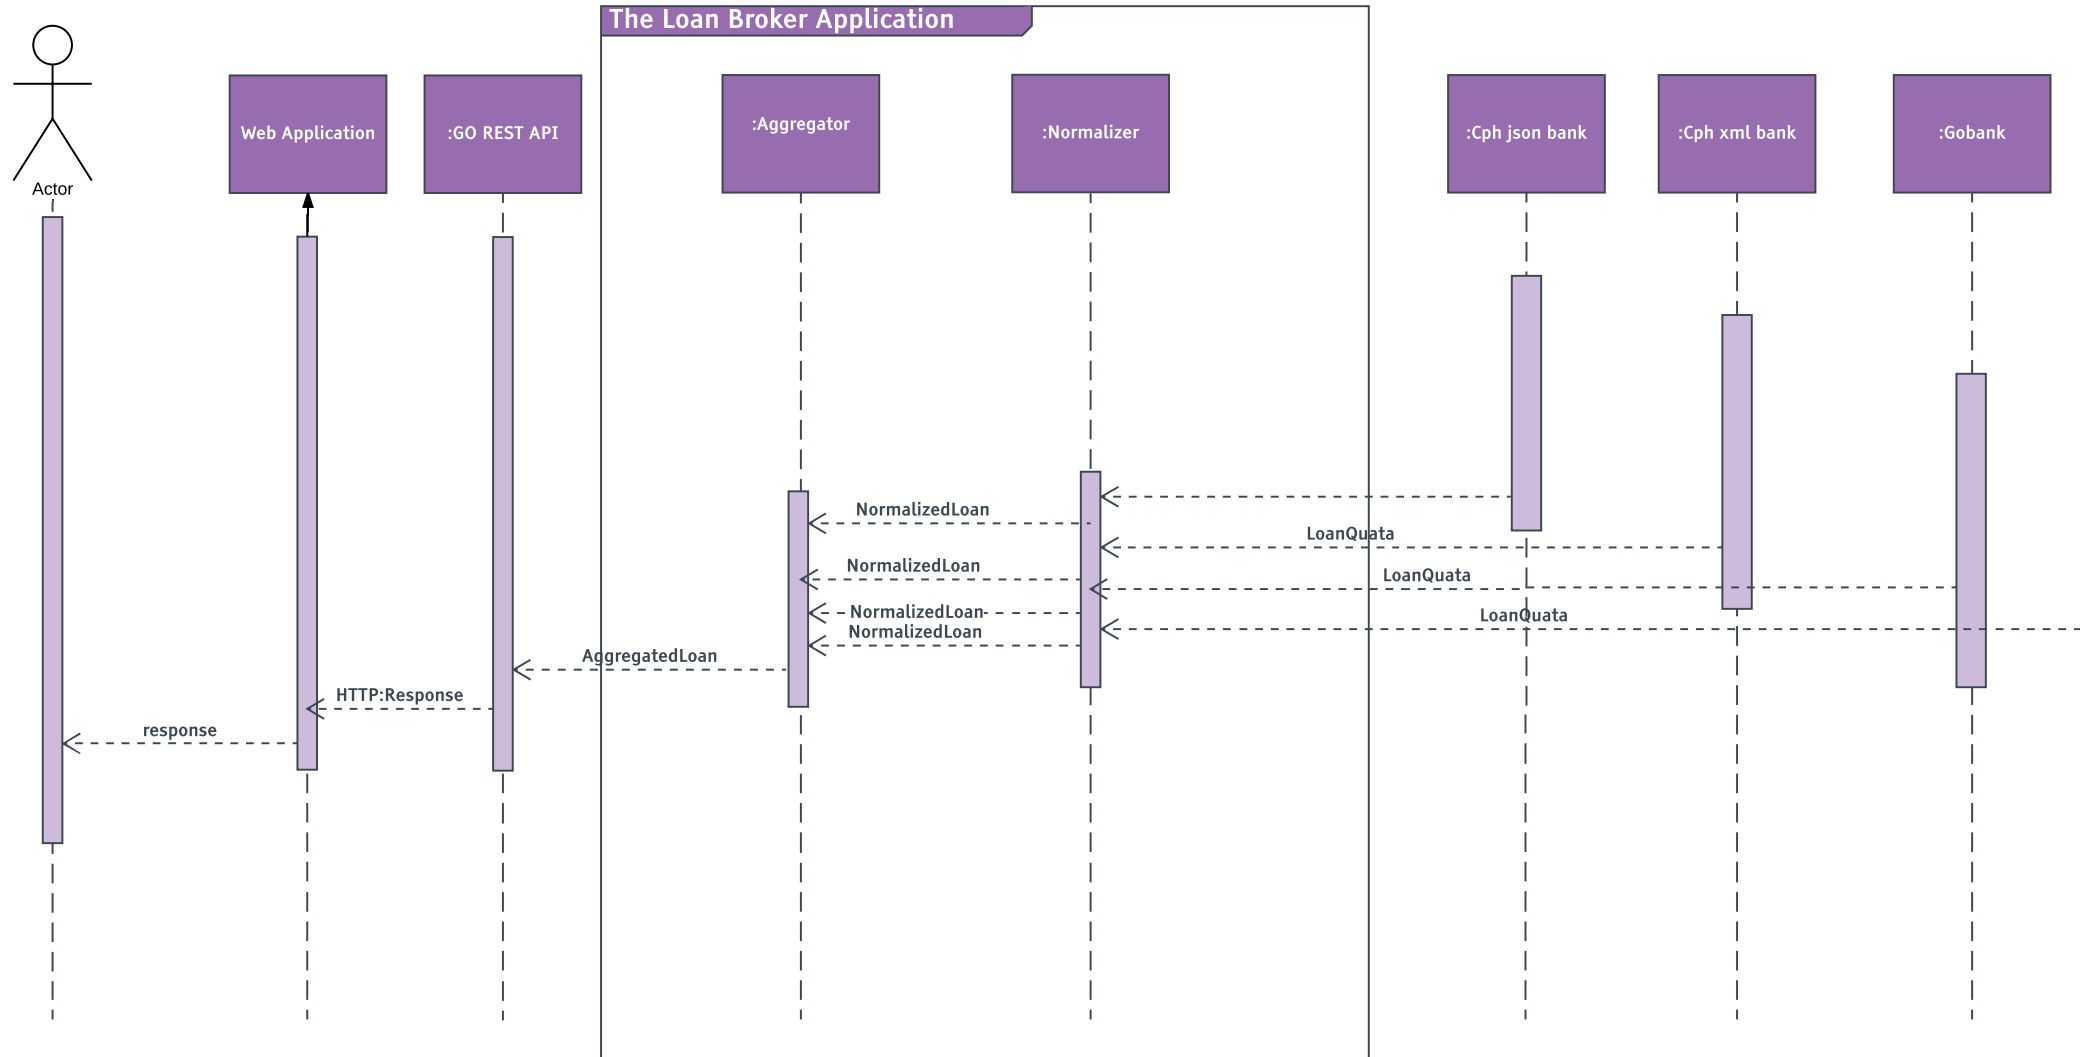 The Loan Broker Application
Actor
Web Application
:GO REST API
:Aggregator
:Normalizer
:Cph json bank
:Cph xml bank
:Gobank
NormalizedLoan
LoanQuata
NormalizedLoan
LoanQuata
NormalizedLoan
LoanQuata
NormalizedLoan
AggregatedLoan
HTTP:Response
response